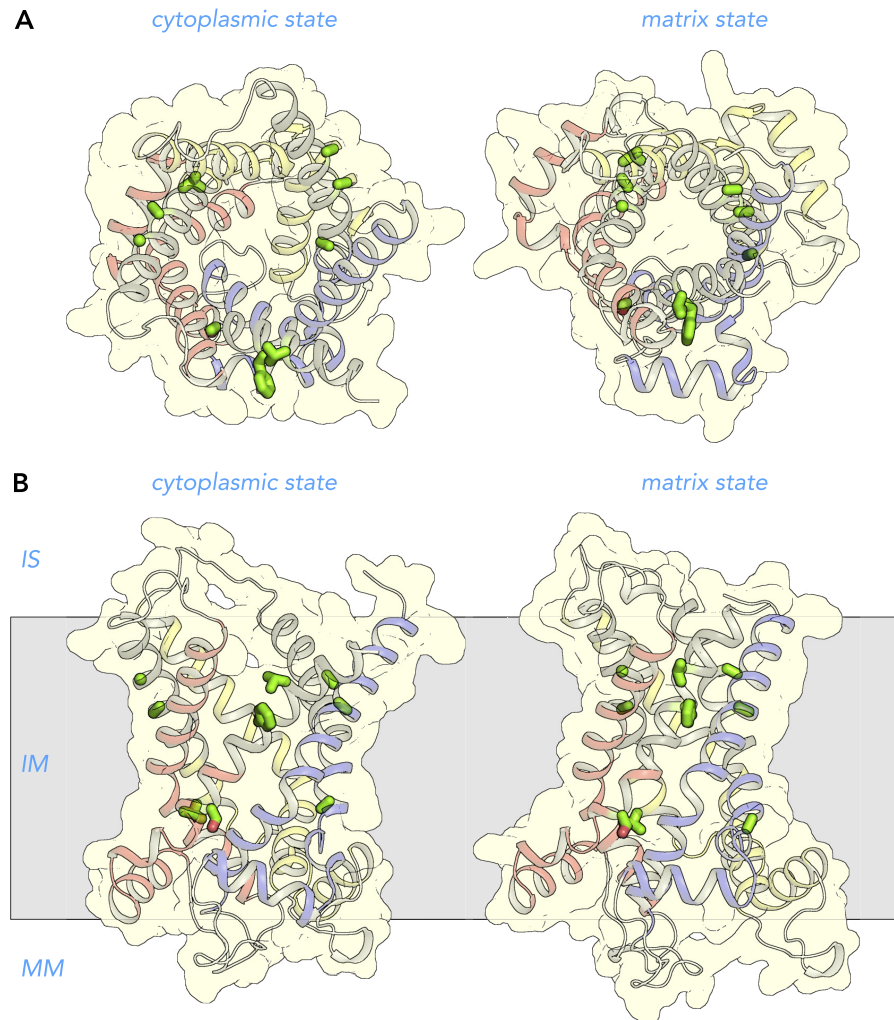 A
cytoplasmic state
matrix state
B
cytoplasmic state
matrix state
IS
IM
MM